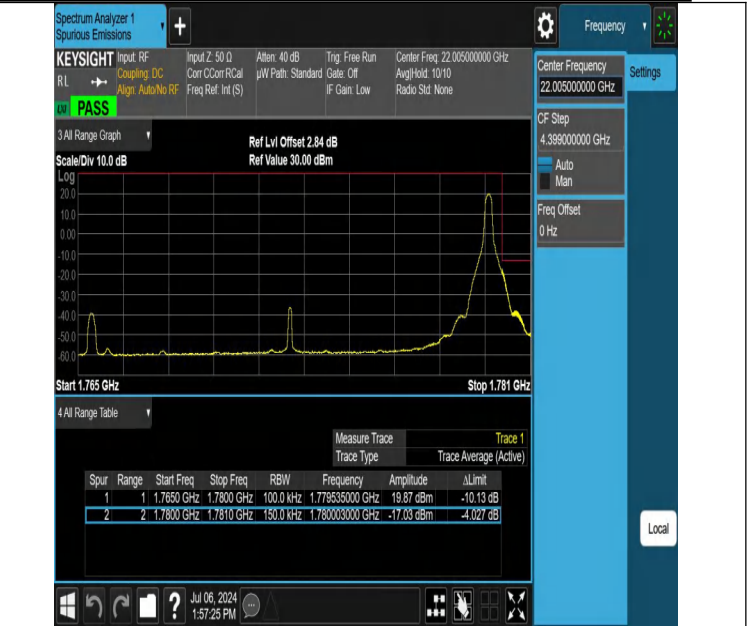 Spectrum Analyzer 1
Spurious Emissions
+
Frequency
KEYSIGHT
Input: RF
Input Z: 50 Ω
Atten: 40 dB
Trig: Free Run
Center Freq: 22.005000000 GHz
RL
Coupling: DC
Corr CCorr RCal
µW Path: Standard
Gate: Off
Avg|Hold: 10/10
Align: Auto/No RF
Freq Ref: Int (S)
IF Gain: Low
Radio Std: None
PASS
Center Frequency
22.005000000 GHz
Settings
CF Step
4.399000000 GHz
Auto
Man
Freq Offset
0 Hz
3 All Range Graph
Ref Lvl Offset 2.84 dB
Scale/Div 10.0 dB
Ref Value 30.00 dBm
Log
20.0
10.0
0.00
-10.0
-20.0
-30.0
-40.0
-50.0
-60.0
Start 1.765 GHz
Stop 1.781 GHz
4 All Range Table
Measure Trace Trace 1
Trace Type Trace Average (Active)
Spur Range Start Freq Stop Freq RBW Frequency Amplitude ΔLimit
1 1 1.7650 GHz 1.7800 GHz 100.0 kHz 1.779535000 GHz 19.87 dBm -10.13 dB
2 2 1.7800 GHz 1.7810 GHz 150.0 kHz 1.780003000 GHz -17.03 dBm -4.027 dB
Local
?
Jul 06, 2024
1:57:25 PM